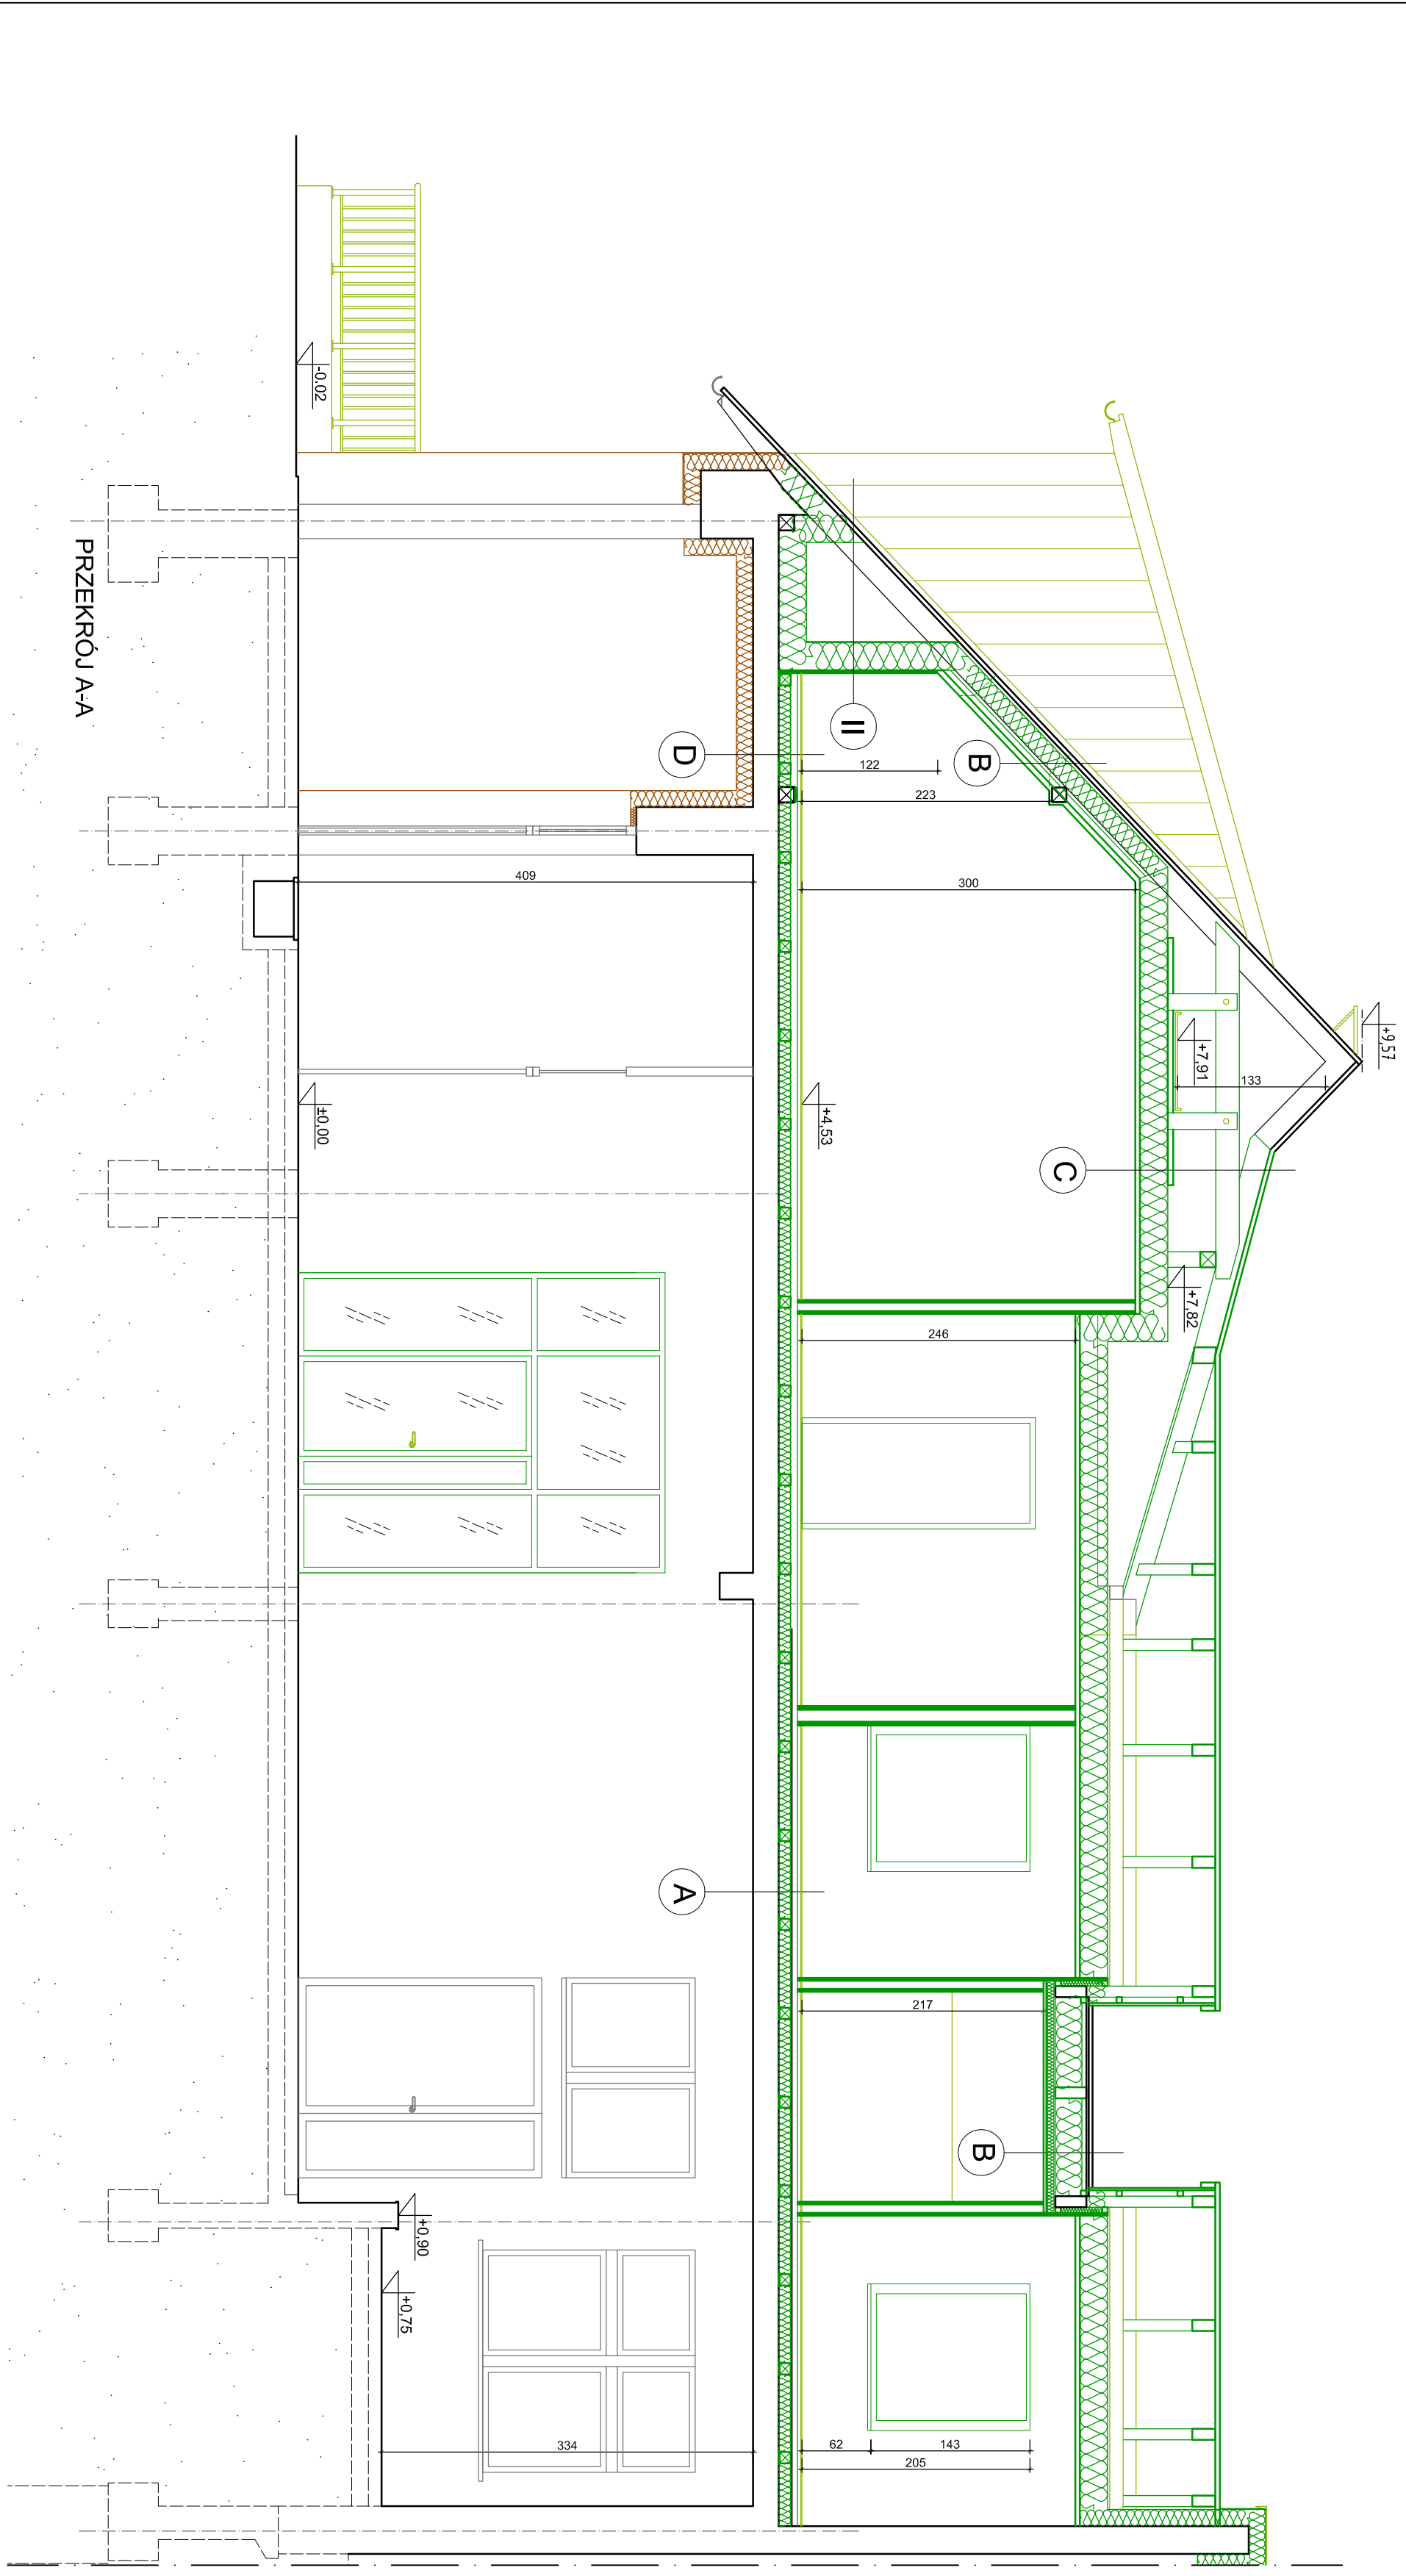 +9,57
133
+7,91
C
+7,82
B
II
D
122
223
300
+4,53
246
217
B
62
143
205
A
409
334
-0.02
±0,00
+0,90
+0,75
PRZEKRÓJ A-A